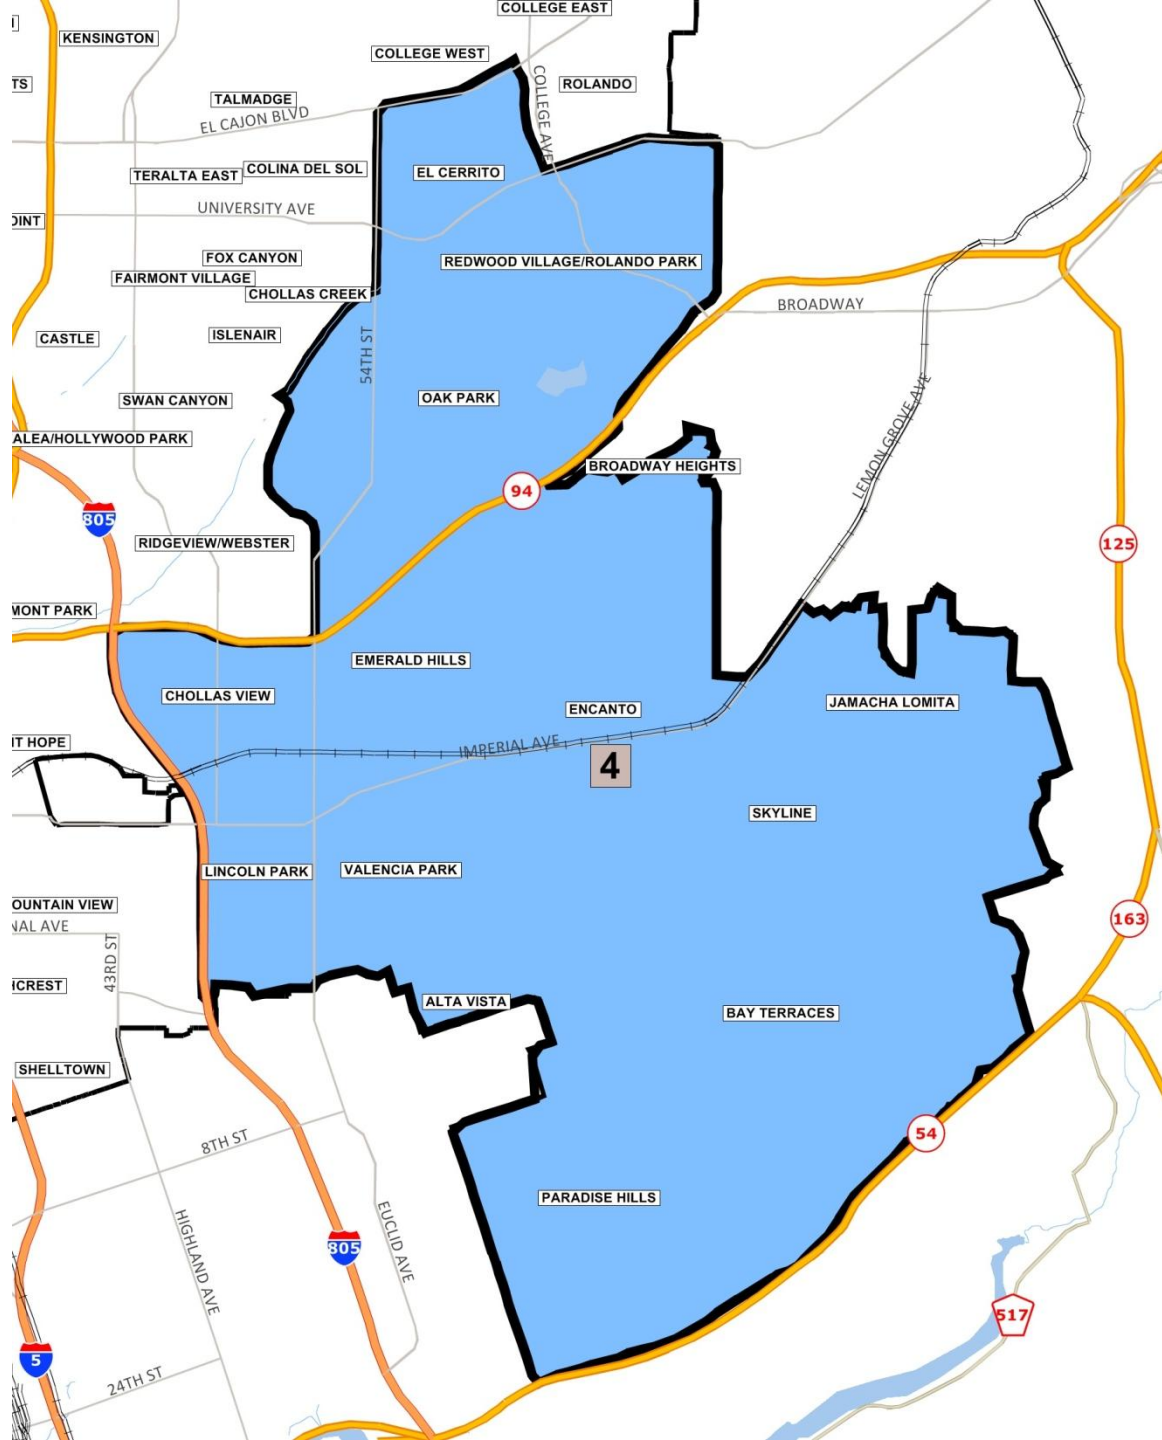 COLLEGE EAST
KENSINGTON
COLLEGE WEST
TS
ROLANDO
TALMADGE
EL CAJON BLVD
COLLEGE AVE
COLINA DEL SOL
EL CERRITO
TERALTA EAST
UNIVERSITY AVE
OINT
FOX CANYON
REDWOOD VILLAGE/ROLANDO PARK
FAIRMONT VILLAGE
CHOLLAS CREEK
BROADWAY
CASTLE
ISLENAIR
54TH ST
SWAN CANYON
OAK PARK
LEMON GROVE AVE
ALEA/HOLLYWOOD PARK
BROADWAY HEIGHTS
94
805
RIDGEVIEW/WEBSTER
125
MONT PARK
EMERALD HILLS
CHOLLAS VIEW
JAMACHA LOMITA
ENCANTO
IT HOPE
IMPERIAL AVE
4
SKYLINE
LINCOLN PARK
VALENCIA PARK
OUNTAIN VIEW
163
NAL AVE
43RD ST
HCREST
ALTA VISTA
BAY TERRACES
SHELLTOWN
54
8TH ST
PARADISE HILLS
HIGHLAND AVE
EUCLID AVE
805
517
5
24TH ST